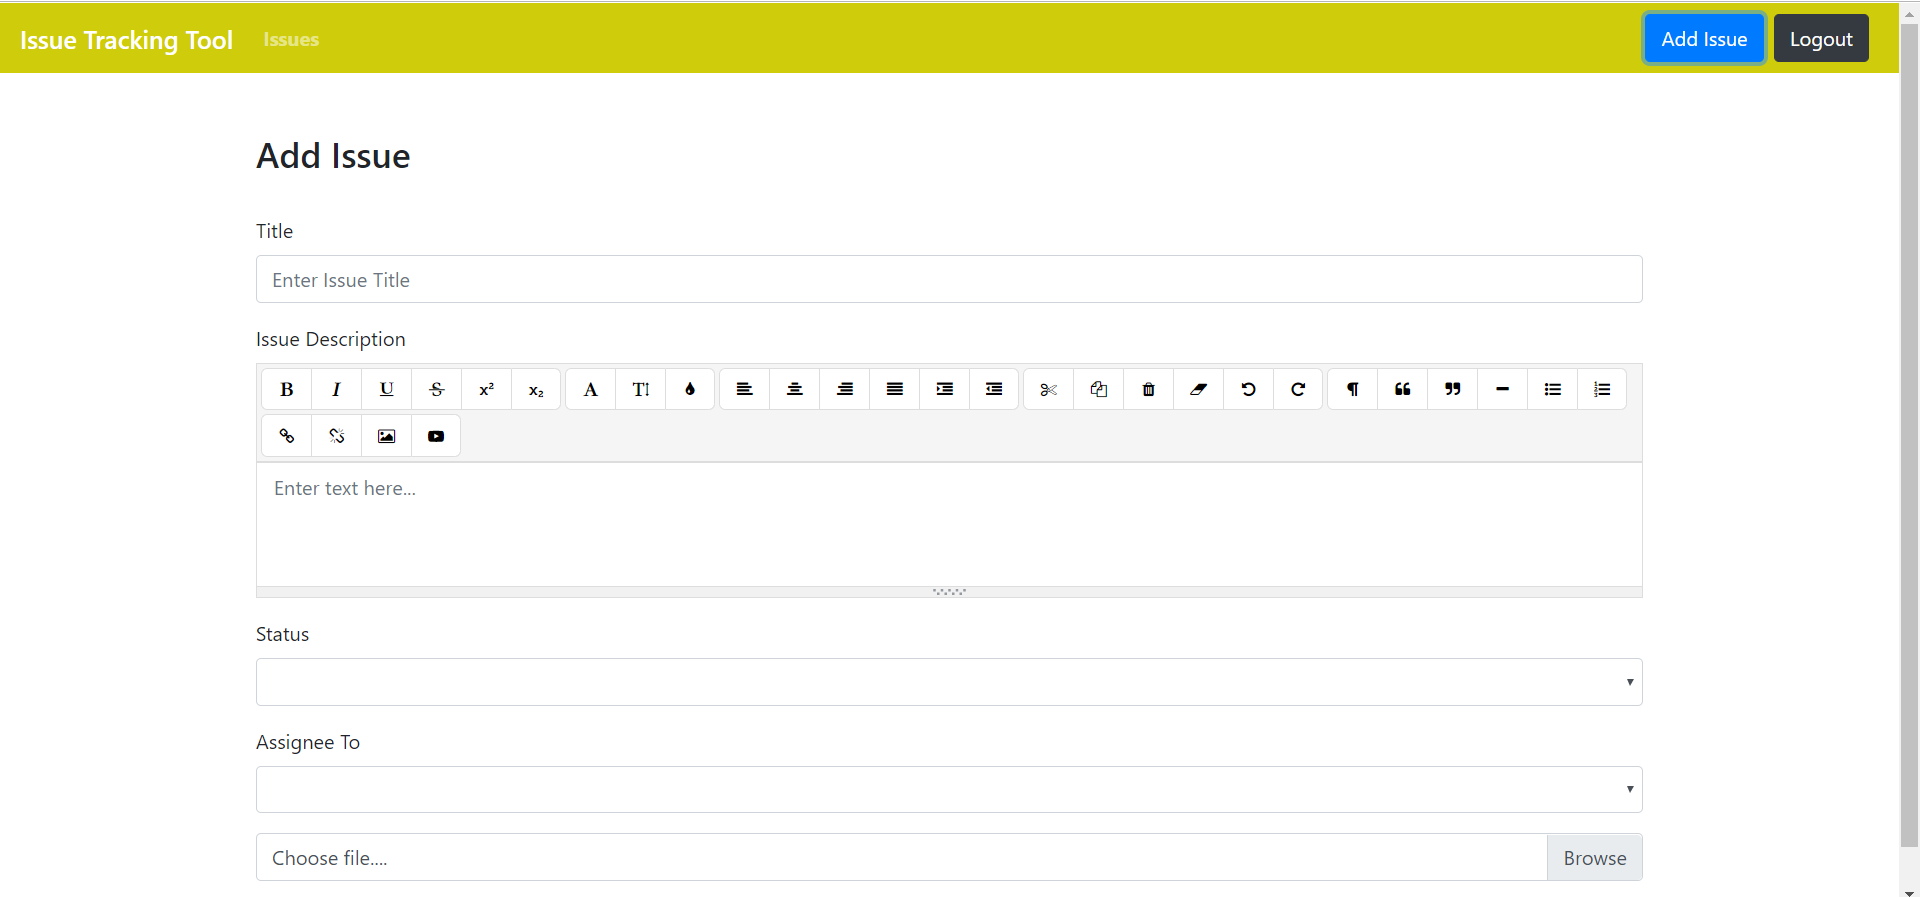 Issue Tracking Tool Issues Add Issue Logout
Add Issue
Title
Enter Issue Title
Issue Description
B I U S x² x₂ A T
Enter text here...
Status
Assignee To
Choose file.... Browse